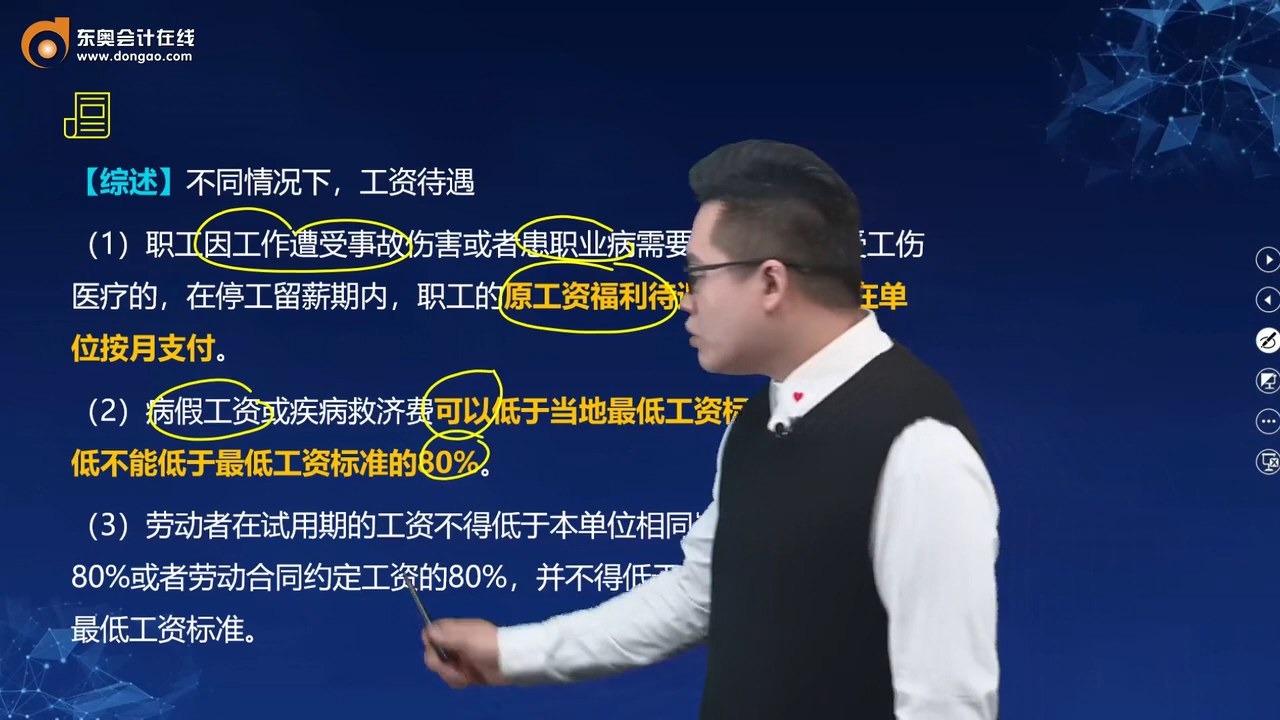 东奥会计在线
www.dongao.com
【综述】不同情况下，工资待遇
（1）职工因工作遭受事故伤害或者患职业病需要 受工伤
医疗的，在停工留薪期内，职工的原工资福利待 在单
位按月支付。
（2）病假工资或疾病救济费可以低于当地最低工资标
低不能低于最低工资标准的80%。
（3）劳动者在试用期的工资不得低于本单位相同
80%或者劳动合同约定工资的80%，并不得低于
最低工资标准。